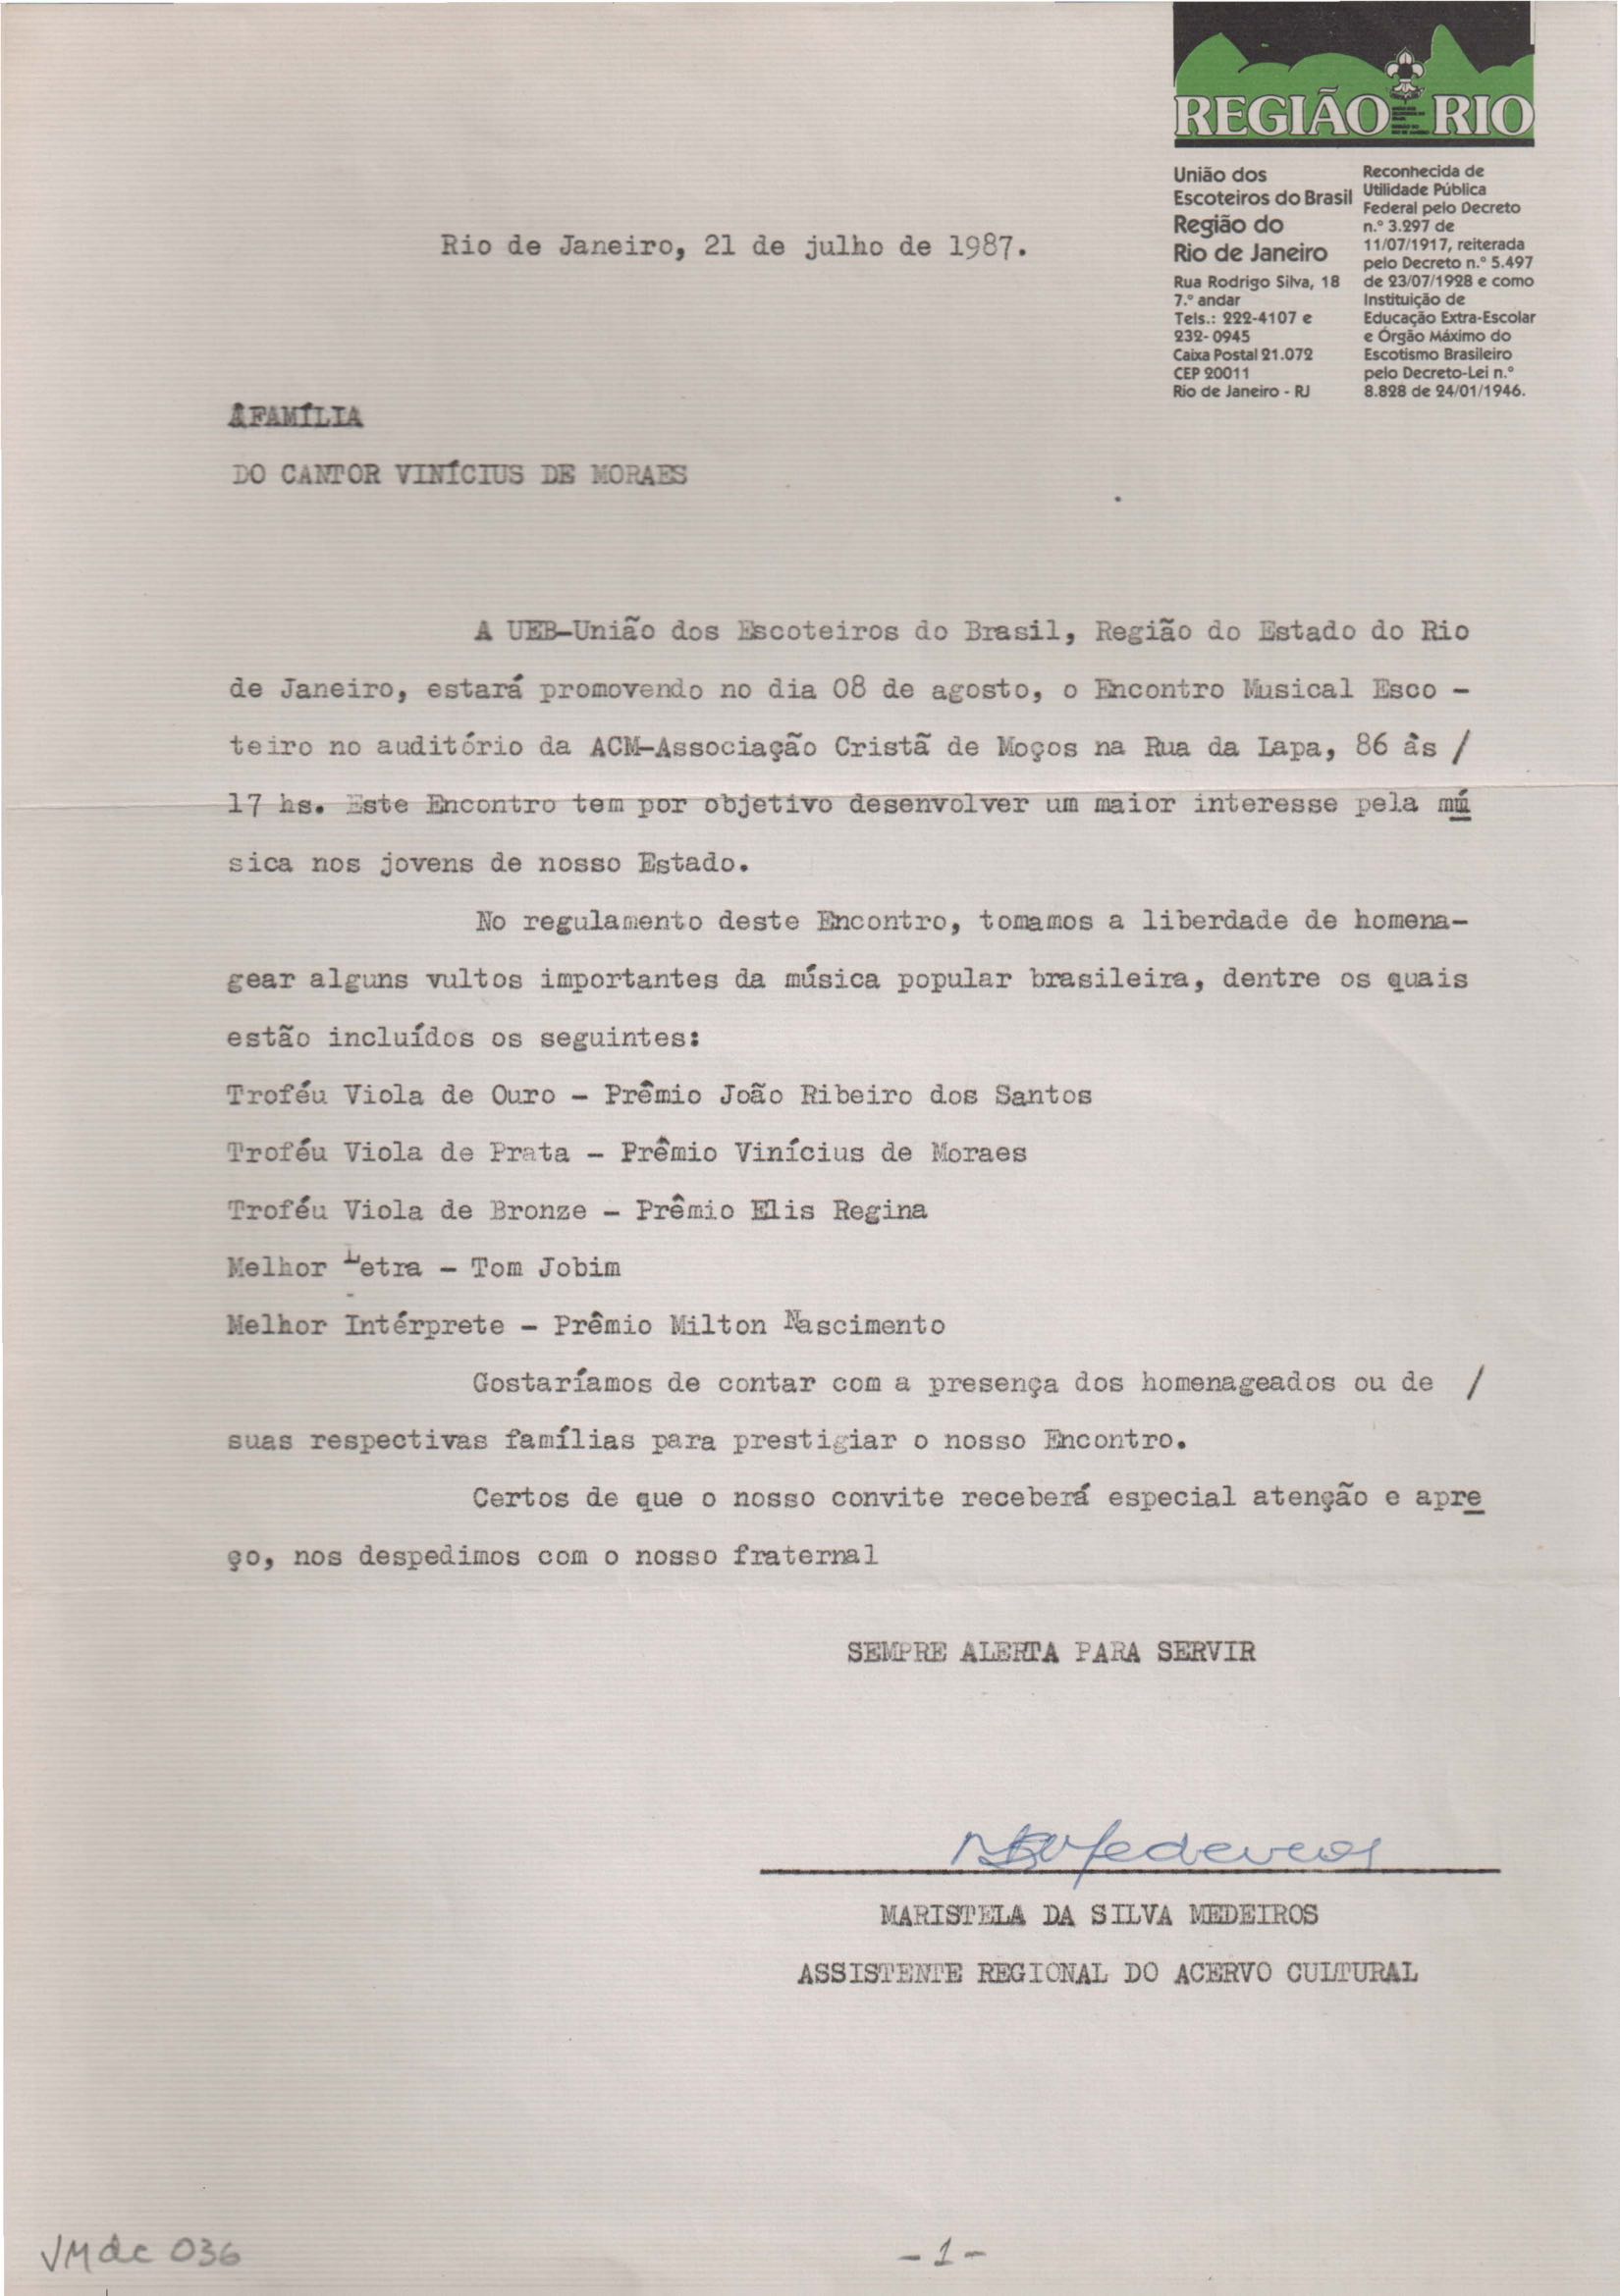 REGIÃO RIO
União dos
Escoteiros do Brasil
Região do
Rio de Janeiro
Rua Rodrigo Silva, 18
7.º andar
Tels.: 222-4107 e
232-0945
Caixa Postal 21.072
CEP 20011
Rio de Janeiro - RJ
Reconhecida de
Utilidade Pública
Federal pelo Decreto
n.º 3.297 de
11/07/1917, reiterada
pelo Decreto n.º 5.497
de 23/07/1928 e como
Instituição de
Educação Extra-Escolar
e Órgão Máximo do
Escotismo Brasileiro
pelo Decreto-Lei n.º
8.828 de 24/01/1946.
Rio de Janeiro, 21 de julho de 1987.
À FAMÍLIA
DO CANTOR VINÍCIUS DE MORAES
A UEB-União dos Escoteiros do Brasil, Região do Estado do Rio
de Janeiro, estará promovendo no dia 08 de agosto, o Encontro Musical Esco -
teiro no auditório da ACM-Associação Cristã de Moços na Rua da Lapa, 86 às /
17 hs. Este Encontro tem por objetivo desenvolver um maior interesse pela mú
sica nos jovens de nosso Estado.
No regulamento deste Encontro, tomamos a liberdade de homena-
gear alguns vultos importantes da música popular brasileira, dentre os quais
estão incluídos os seguintes:
Troféu Viola de Ouro - Prêmio João Ribeiro dos Santos
Troféu Viola de Prata - Prêmio Vinícius de Moraes
Troféu Viola de Bronze - Prêmio Elis Regina
Melhor Letra - Tom Jobim
Melhor Intérprete - Prêmio Milton Nascimento
Gostaríamos de contar com a presença dos homenageados ou de /
suas respectivas famílias para prestigiar o nosso Encontro.
Certos de que o nosso convite receberá especial atenção e apre
ço, nos despedimos com o nosso fraternal
SEMPRE ALERTA PARA SERVIR
MARISTELA DA SILVA MEDEIROS
ASSISTENTE REGIONAL DO ACERVO CULTURAL
VMdc 036
- 1 -